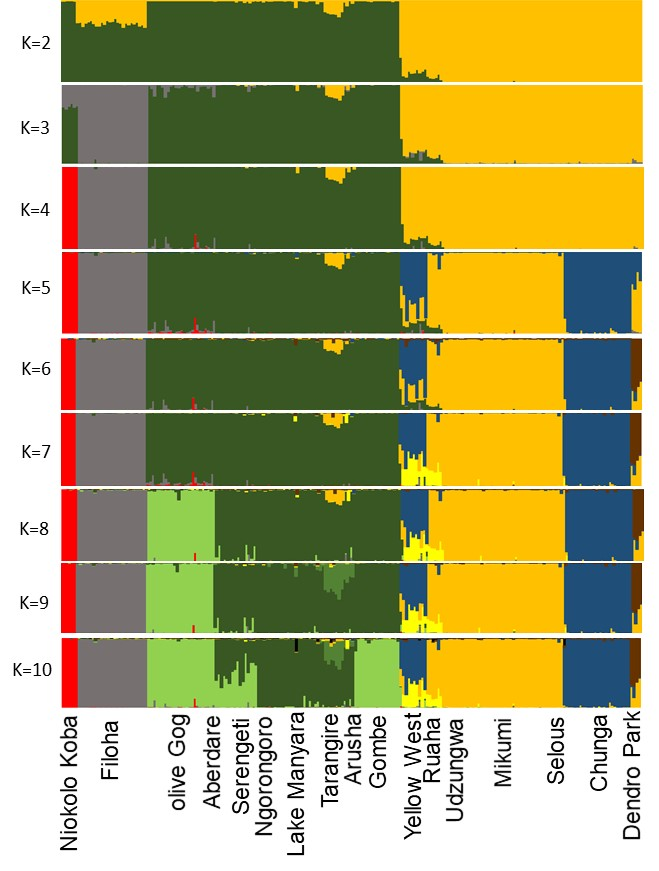 K=2
K=3
K=4
K=5
K=6
K=7
K=8
K=9
K=10
Niokolo Koba
Filoha
olive Gog
Aberdare
Serengeti
Ngorongoro
Lake Manyara
Tarangire
Arusha
Gombe
Yellow West
Ruaha
Udzungwa
Mikumi
Selous
Chunga
Dendro Park